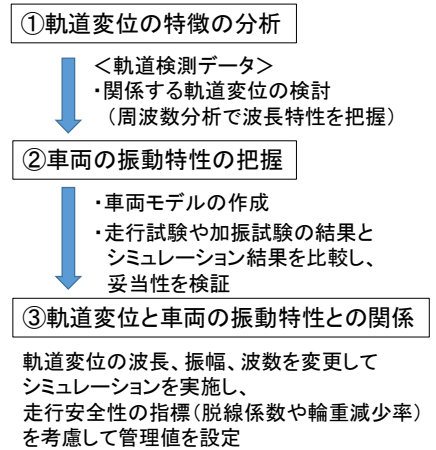 ①軌道変位の特徴の分析
＜軌道検測データ＞
・関係する軌道変位の検討
（周波数分析で波長特性を把握）
②車両の振動特性の把握
・車両モデルの作成
・走行試験や加振試験の結果と
シミュレーション結果を比較し、
妥当性を検証
③軌道変位と車両の振動特性との関係
軌道変位の波長、振幅、波数を変更して
シミュレーションを実施し、
走行安全性の指標（脱線係数や輪重減少率）
を考慮して管理値を設定